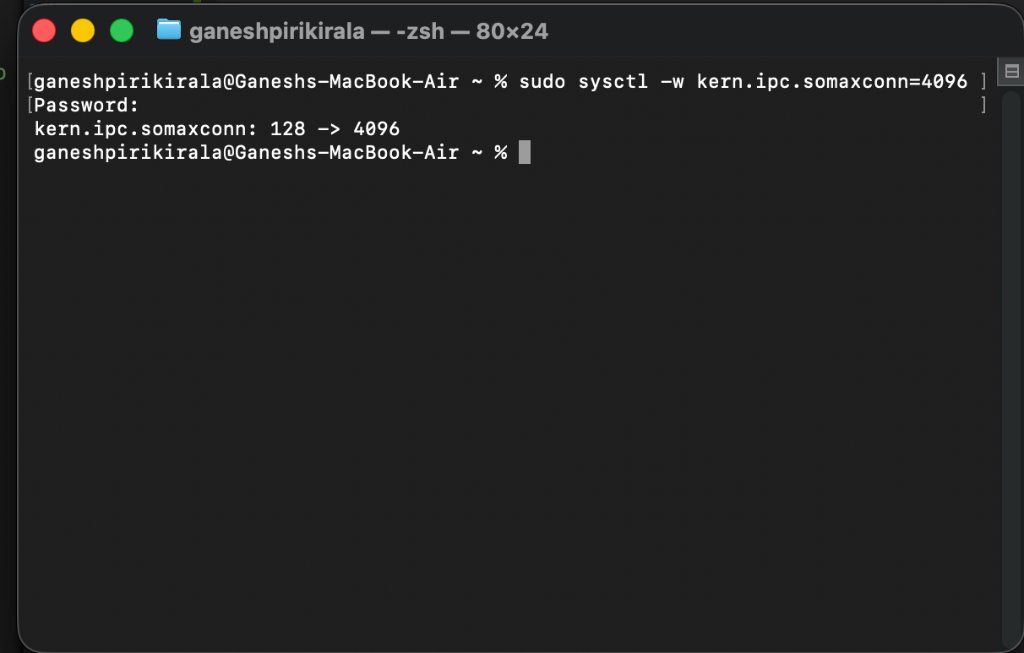 ganeshpirikirala — -zsh — 80×24
[ganeshpirikirala@Ganeshs-MacBook-Air ~ % sudo sysctl -w kern.ipc.somaxconn=4096 ]
[Password: ]
kern.ipc.somaxconn: 128 -> 4096
ganeshpirikirala@Ganeshs-MacBook-Air ~ %